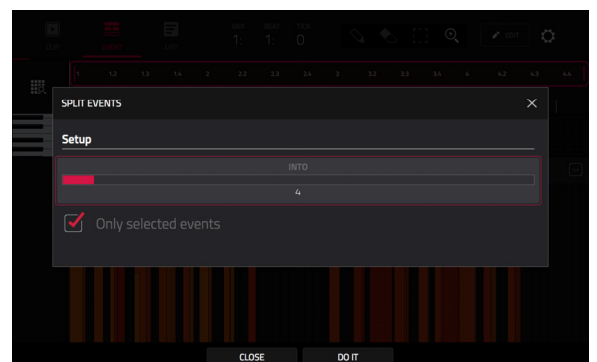 BAR BEAT TICK
1: 1: 0
CLIP EVENT LIST EDIT
1 1.2 1.3 1.4 2 2.2 2.3 2.4 3 3.2 3.3 3.4 4 4.2 4.3 4.4
SPLIT EVENTS
Setup
INTO
4
Only selected events
CLOSE DO IT